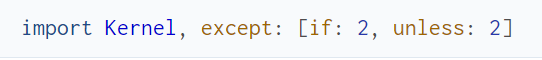 import Kernel, except: [if: 2, unless: 2]